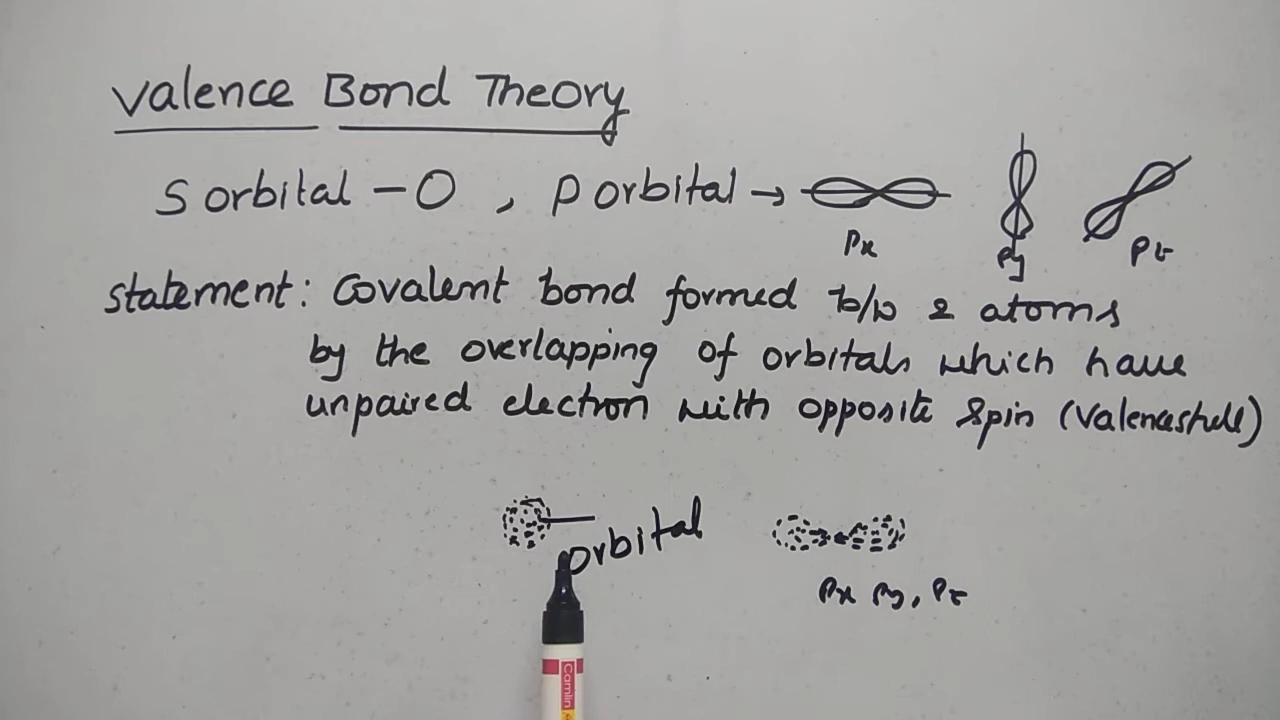 Valence Bond Theory
S orbital - O , P orbital →
Px Py Pz
Statement: Covalent bond formed b/w 2 atoms
by the overlapping of orbitals which have
unpaired electron with opposite spin (Valenceshell)
orbital
Px Py, Pz
Camlin